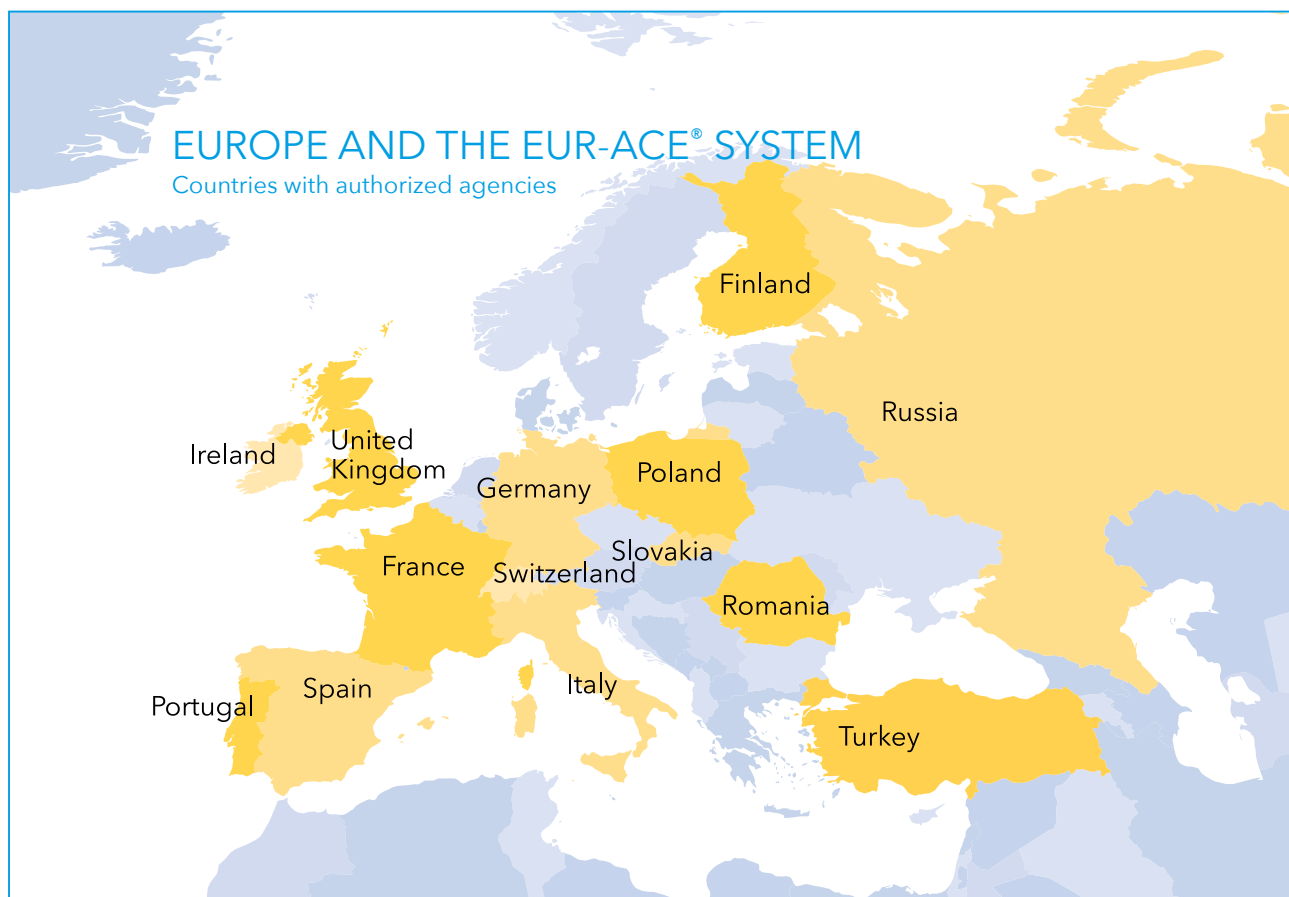 EUROPE AND THE EUR-ACE® SYSTEM
Countries with authorized agencies
Finland
Russia
Ireland
United
Kingdom
Poland
Germany
Slovakia
France
Switzerland
Romania
Spain
Italy
Portugal
Turkey